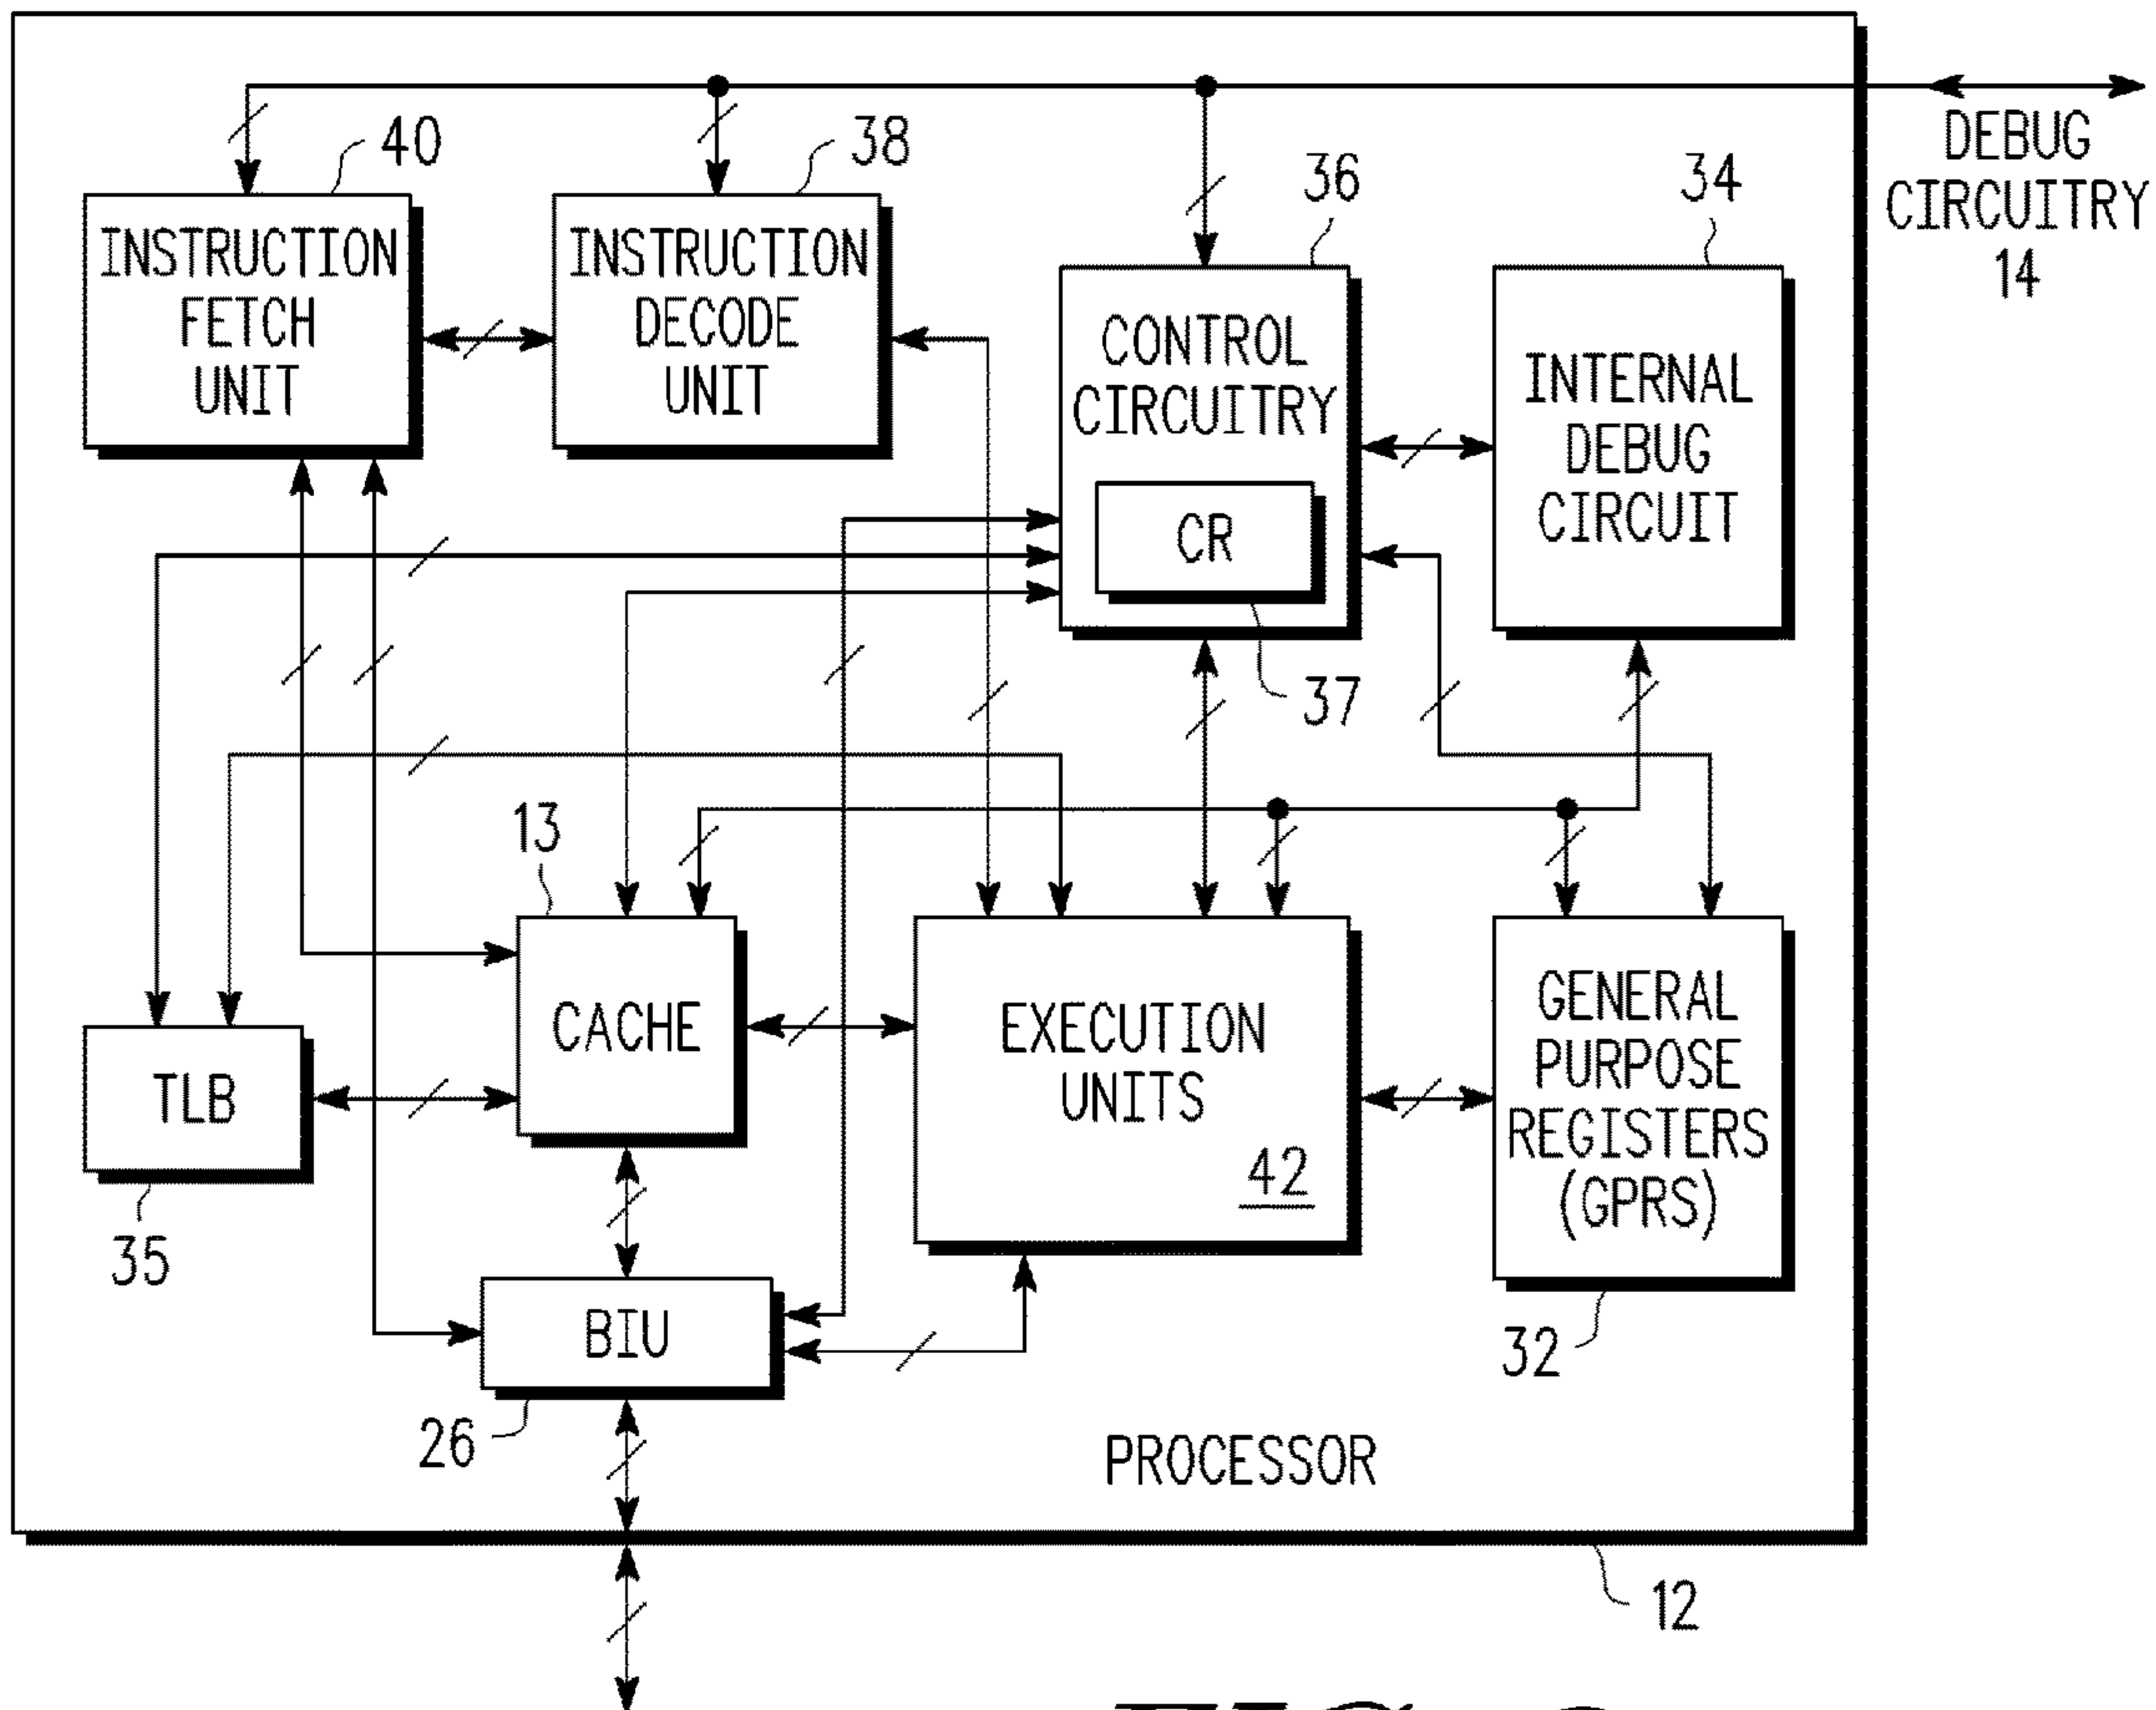 40
38
36
34
DEBUG
CIRCUITRY
14
INSTRUCTION
FETCH
UNIT
INSTRUCTION
DECODE
UNIT
CONTROL
CIRCUITRY
CR
37
INTERNAL
DEBUG
CIRCUIT
13
CACHE
EXECUTION
UNITS
42
GENERAL
PURPOSE
REGISTERS
(GPRS)
32
TLB
35
BIU
26
PROCESSOR
12